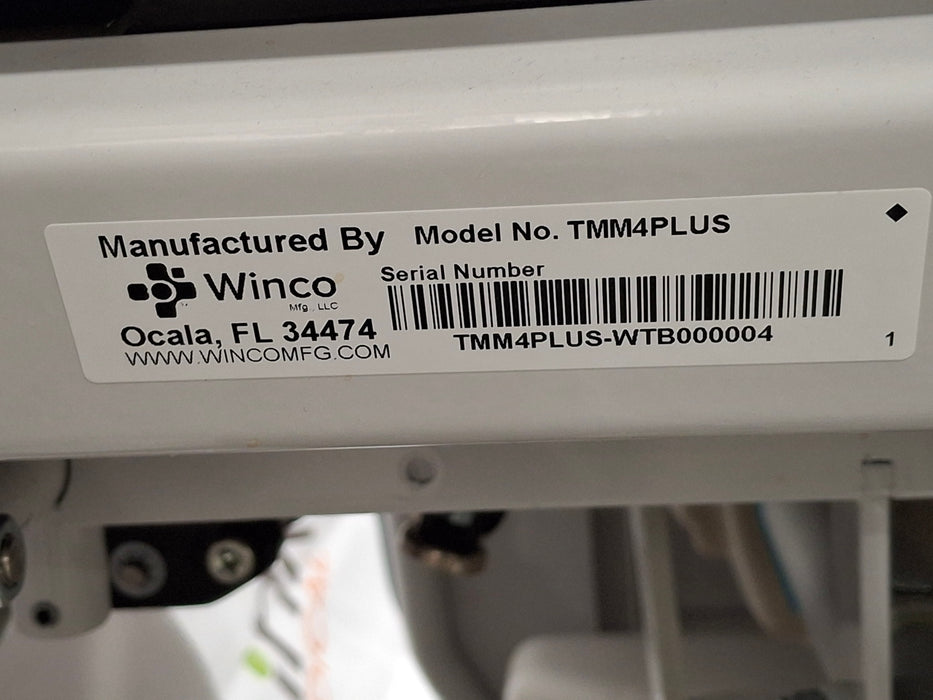 Manufactured By
Winco
Mfg., LLC
Ocala, FL 34474
WWW.WINCOMFG.COM
Model No. TMM4PLUS
Serial Number
TMM4PLUS-WTB000004
1